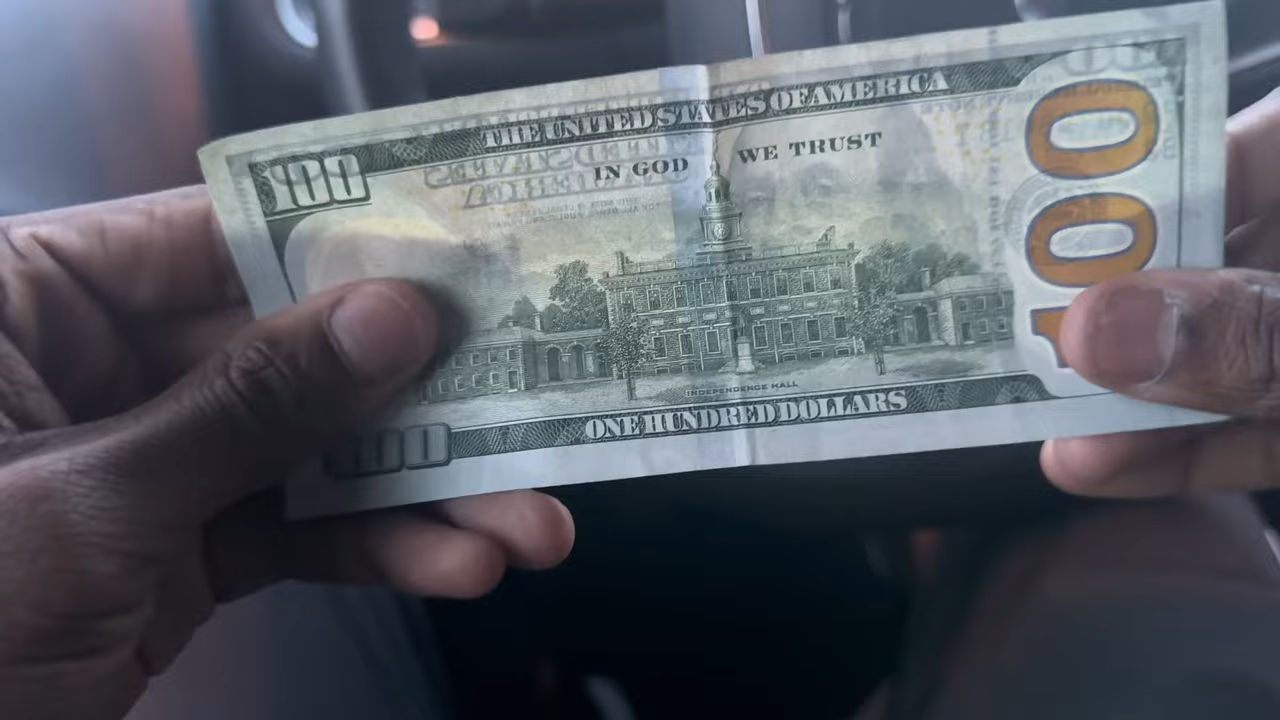 THE UNITED STATES OF AMERICA
100
IN GOD WE TRUST
100
INDEPENDENCE HALL
ONE HUNDRED DOLLARS
100